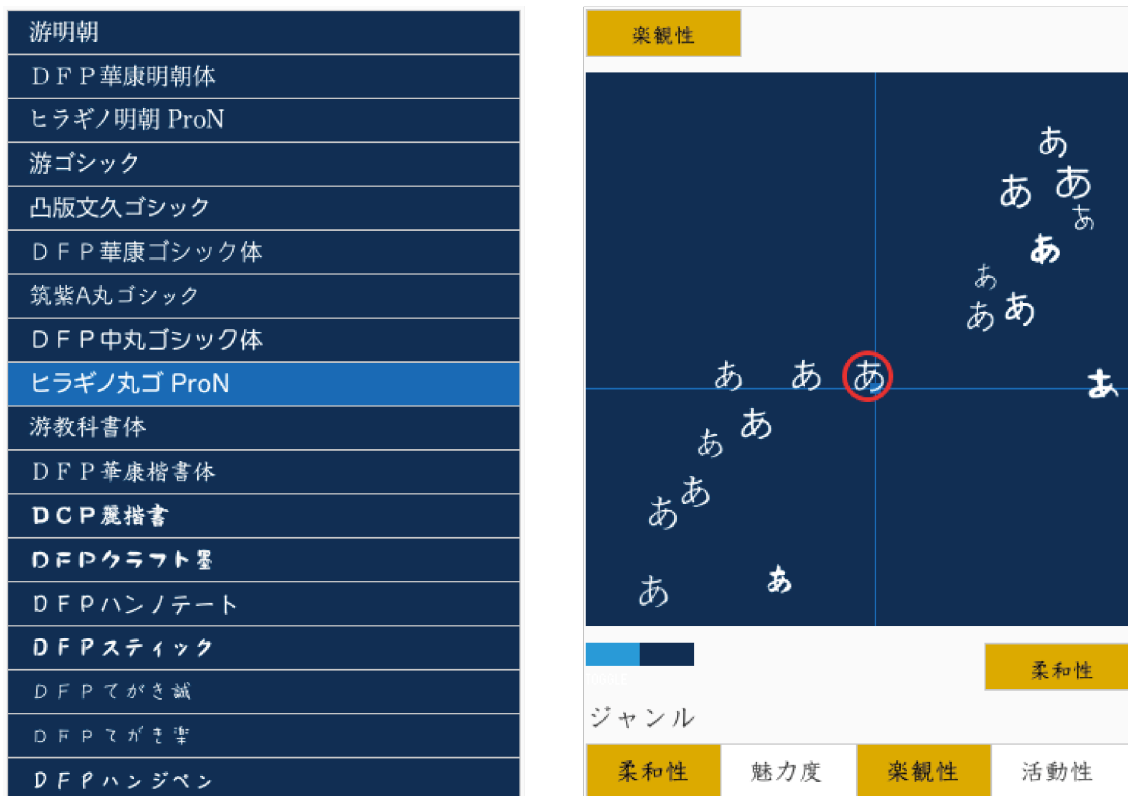 游明朝
ＤＦＰ華康明朝体
ヒラギノ明朝 ProN
游ゴシック
凸版文久ゴシック
ＤＦＰ華康ゴシック体
筑紫A丸ゴシック
ＤＦＰ中丸ゴシック体
ヒラギノ丸ゴ ProN
游教科書体
ＤＦＰ華康楷書体
ＤＣＰ麗楷書
ＤＦＰクラフト墨
ＤＦＰハンノテート
ＤＦＰスティック
ＤＦＰてがき誠
ＤＦＰてがき楽
ＤＦＰハンジペン
楽観性
あ
あ あ
あ
あ
あ
あ あ
あ あ あ あ
あ
あ
あ
あ
あ あ
柔和性
ジャンル
柔和性 魅力度 楽観性 活動性